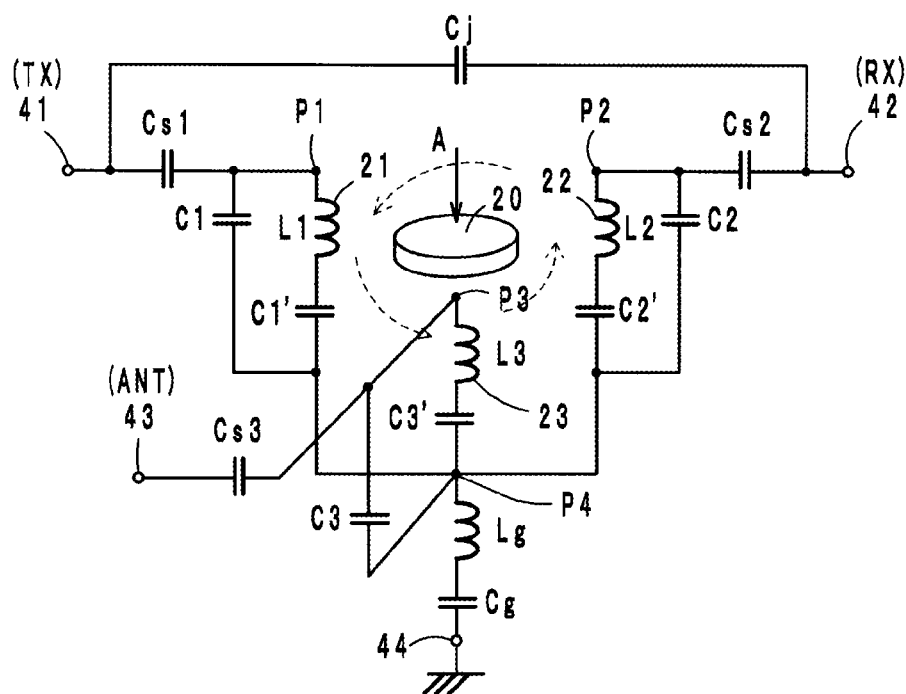 Cj
(TX)
41
(RX)
42
Cs1
P1
P2
Cs2
A
21
20
22
C1
L1
L2
C2
C1'
P3
C2'
L3
(ANT)
43
Cs3
C3'
23
C3
P4
Lg
Cg
44